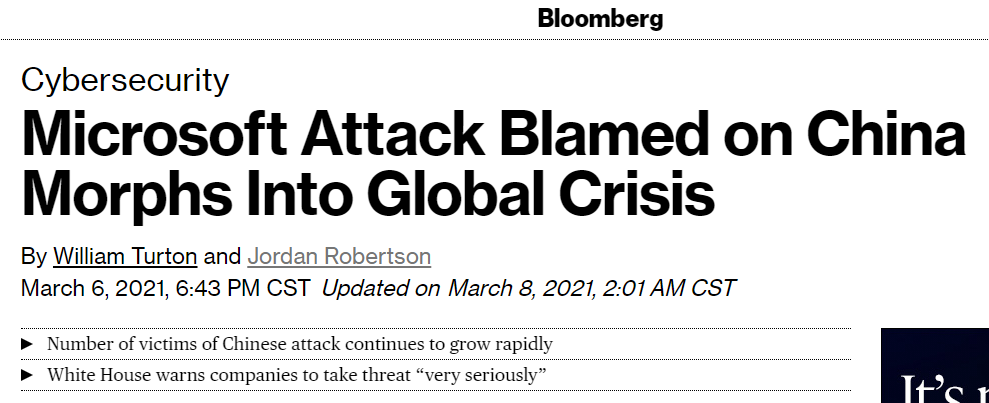 Bloomberg
Cybersecurity
Microsoft Attack Blamed on China
Morphs Into Global Crisis
By William Turton and Jordan Robertson
March 6, 2021, 6:43 PM CST Updated on March 8, 2021, 2:01 AM CST
► Number of victims of Chinese attack continues to grow rapidly
► White House warns companies to take threat “very seriously”
It’s